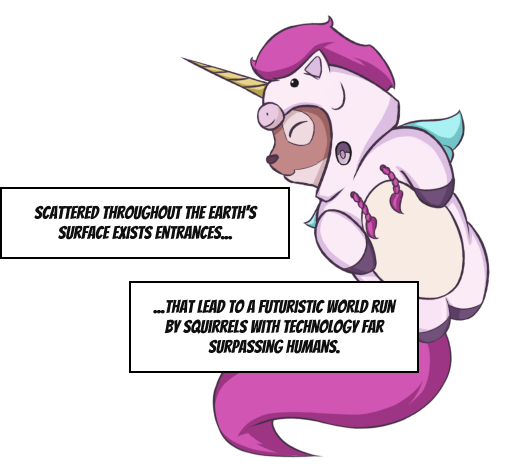 SCATTERED THROUGHOUT THE EARTH'S
SURFACE EXISTS ENTRANCES...
...THAT LEAD TO A FUTURISTIC WORLD RUN
BY SQUIRRELS WITH TECHNOLOGY FAR
SURPASSING HUMANS.